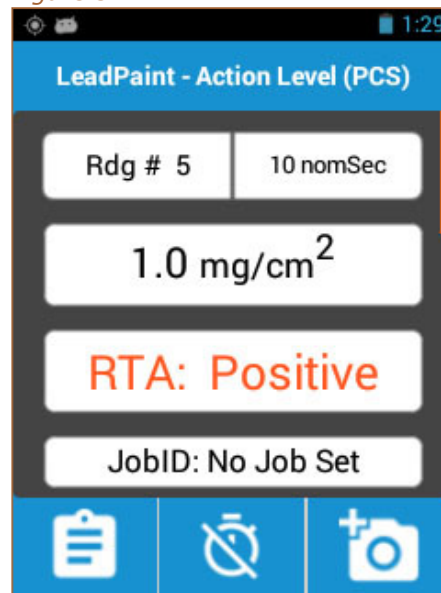 1:29
LeadPaint - Action Level (PCS)
Rdg # 5 10 nomSec
1.0 mg/cm²
RTA: Positive
JobID: No Job Set